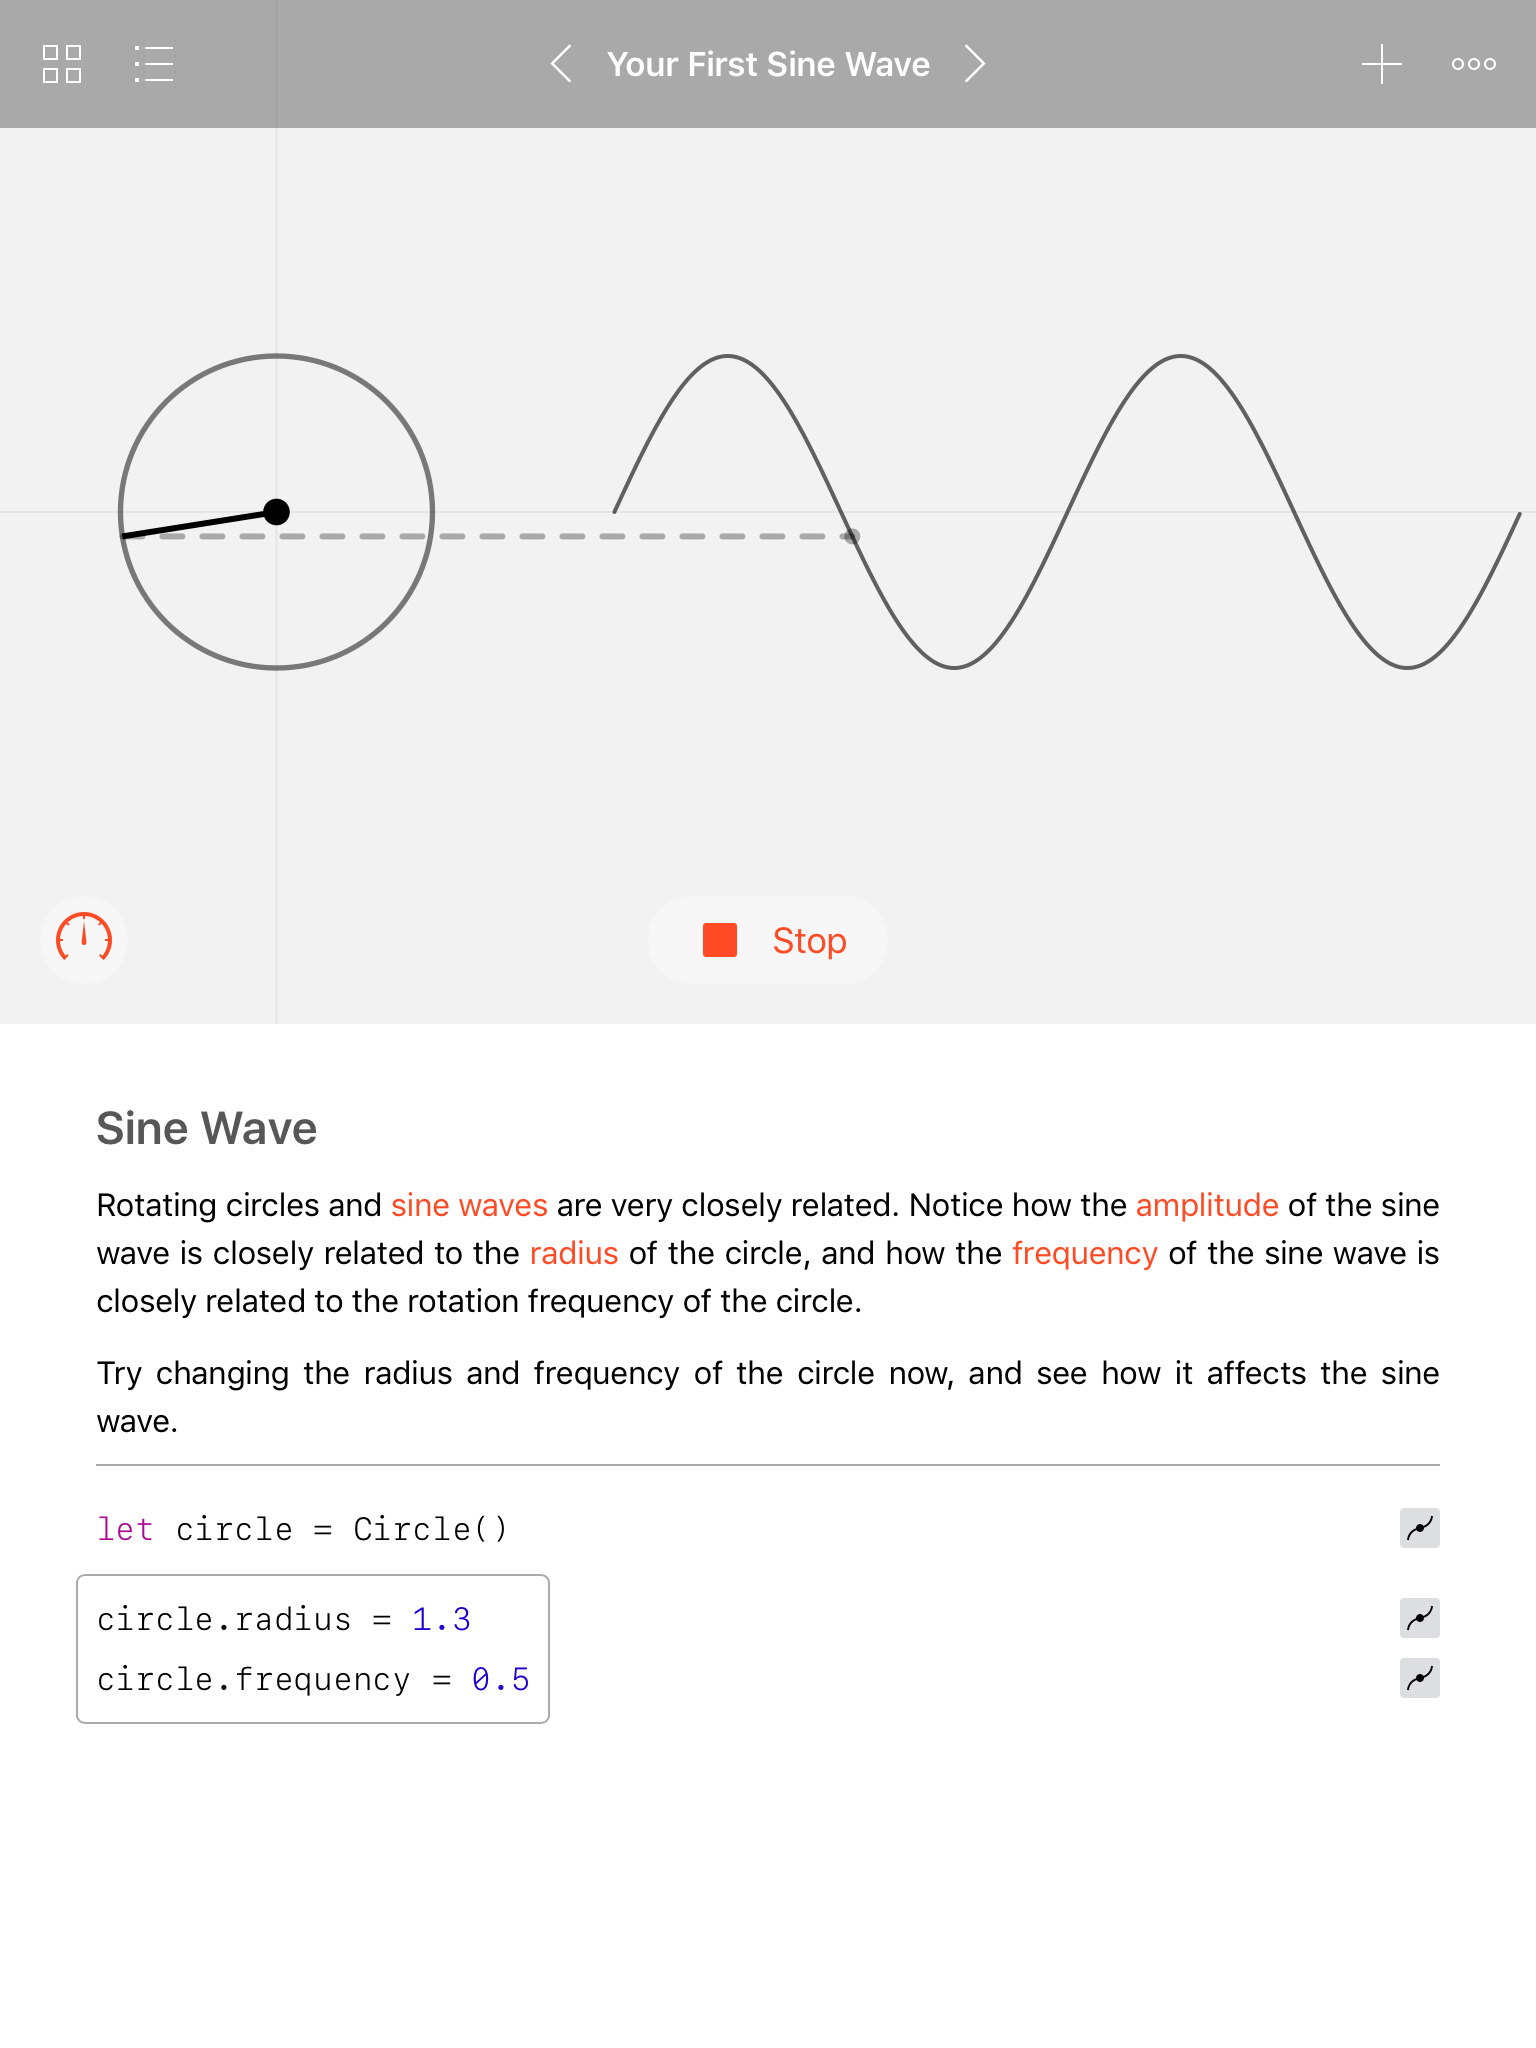 Your First Sine Wave
Stop
Sine Wave
Rotating circles and sine waves are very closely related. Notice how the amplitude of the sine
wave is closely related to the radius of the circle, and how the frequency of the sine wave is
closely related to the rotation frequency of the circle.
Try changing the radius and frequency of the circle now, and see how it affects the sine
wave.
let circle = Circle()
circle.radius = 1.3
circle.frequency = 0.5